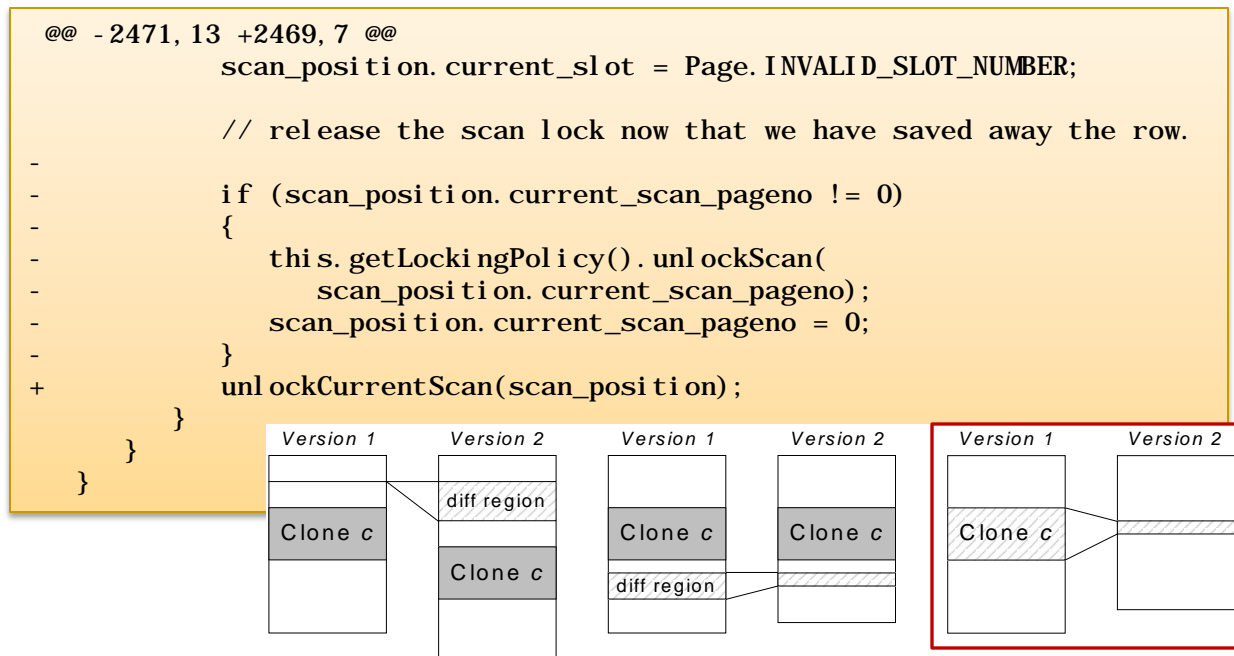 @@ -2471,13 +2469,7 @@
scan_position.current_slot = Page.INVALID_SLOT_NUMBER;
// release the scan lock now that we have saved away the row.
-
- if (scan_position.current_scan_pageno != 0)
- {
- this.getLockingPolicy().unlockScan(
- scan_position.current_scan_pageno);
- scan_position.current_scan_pageno = 0;
- }
+ unlockCurrentScan(scan_position);
}
}
}
Version 1 Version 2 Version 1 Version 2 Version 1 Version 2
diff region
Clone c Clone c Clone c Clone c
Clone c
diff region